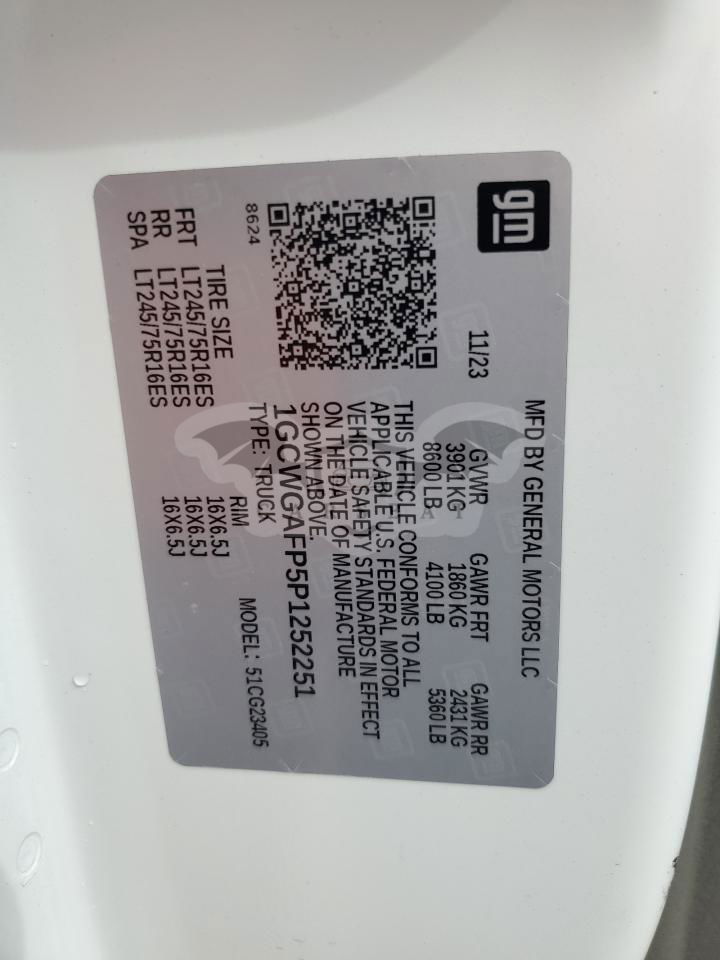 gm
MFD BY GENERAL MOTORS LLC
11/23 GVWR GAWR FRT GAWR RR
3901 KG 1860 KG 2431 KG
8600 LB 4100 LB 5360 LB
THIS VEHICLE CONFORMS TO ALL
APPLICABLE U.S. FEDERAL MOTOR
VEHICLE SAFETY STANDARDS IN EFFECT
ON THE DATE OF MANUFACTURE
SHOWN ABOVE.
1GCWGAFP5P1252251
8624 TYPE: TRUCK MODEL: 51CG23405
TIRE SIZE RIM
FRT LT245/75R16ES 16X6.5J
RR LT245/75R16ES 16X6.5J
SPA LT245/75R16ES 16X6.5J